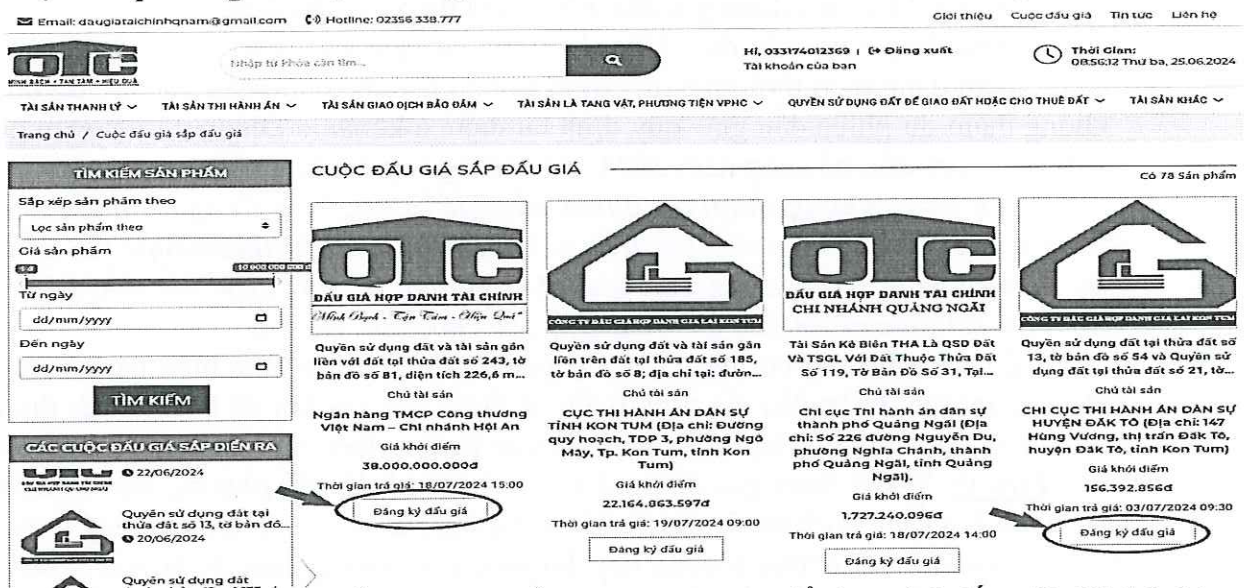 Email: daugiataichinhqnam@gmail.com
Hotline: 02356 338.777
Giới thiệu Cuộc đấu giá Tin tức Liên hệ
QTC
MINH BẠCH • TẬN TÂM • HIỆU QUẢ
Nhập từ khóa cần tìm...
Hi, 033174012369 | Đăng xuất
Tài khoản của bạn
Thời Gian:
08:56:12 Thứ ba, 25.06.2024
TÀI SẢN THANH LÝ
TÀI SẢN THI HÀNH ÁN
TÀI SẢN GIAO DỊCH BẢO ĐẢM
TÀI SẢN LÀ TANG VẬT, PHƯƠNG TIỆN VPHC
QUYỀN SỬ DỤNG ĐẤT ĐỂ GIAO ĐẤT HOẶC CHO THUÊ ĐẤT
TÀI SẢN KHÁC
Trang chủ / Cuộc đấu giá sắp đấu giá
TÌM KIẾM SẢN PHẨM
Sắp xếp sản phẩm theo
Lọc sản phẩm theo
Giá sản phẩm
Từ ngày
dd/mm/yyyy
Đến ngày
dd/mm/yyyy
TÌM KIẾM
CÁC CUỘC ĐẤU GIÁ SẮP DIỄN RA
22/06/2024
Quyền sử dụng đất tại
thửa đất số 13, tờ bản đồ...
20/06/2024
Quyền sử dụng đất
CUỘC ĐẤU GIÁ SẮP ĐẤU GIÁ
Có 78 Sản phẩm
QTC
ĐẤU GIÁ HỢP DANH TÀI CHÍNH
Minh Bạch - Tận Tâm - Hiệu Quả"
Quyền sử dụng đất và tài sản gắn
liền với đất tại thửa đất số 243, tờ
bản đồ số 81, diện tích 226,6 m...
Chủ tài sản
Ngân hàng TMCP Công thương
Việt Nam – Chi nhánh Hội An
Giá khởi điểm
38.000.000.000đ
Thời gian trả giá: 18/07/2024 15:00
Đăng ký đấu giá
CÔNG TY ĐẤU GIÁ HỢP DANH GIA LAI KON TUM
Quyền sử dụng đất và tài sản gắn
liền trên đất tại thửa đất số 185,
tờ bản đồ số 8; địa chỉ tại: đườn...
Chủ tài sản
CỤC THI HÀNH ÁN DÂN SỰ
TỈNH KON TUM (Địa chỉ: Đường
quy hoạch, TDP 3, phường Ngô
Mây, Tp. Kon Tum, tỉnh Kon
Tum)
Giá khởi điểm
22.164.863.597đ
Thời gian trả giá: 19/07/2024 09:00
Đăng ký đấu giá
QTC
ĐẤU GIÁ HỢP DANH TÀI CHÍNH
CHI NHÁNH QUẢNG NGÃI
Tài Sản Kê Biên THA Là QSD Đất
Và TSGL Với Đất Thuộc Thửa Đất
Số 119, Tờ Bản Đồ Số 31, Tại...
Chủ tài sản
Chi cục Thi hành án dân sự
thành phố Quảng Ngãi (Địa
chỉ: Số 226 đường Nguyễn Du,
phường Nghĩa Chánh, thành
phố Quảng Ngãi, tỉnh Quảng
Ngãi).
Giá khởi điểm
1.727.240.096đ
Thời gian trả giá: 18/07/2024 14:00
Đăng ký đấu giá
CÔNG TY ĐẤU GIÁ HỢP DANH GIA LAI KON TUM
Quyền sử dụng đất tại thửa đất số
13, tờ bản đồ số 54 và Quyền sử
dụng đất tại thửa đất số 21, tờ...
Chủ tài sản
CHI CỤC THI HÀNH ÁN DÂN SỰ
HUYỆN ĐĂK TÔ (Địa chỉ: 147
Hùng Vương, thị trấn Đăk Tô,
huyện Đăk Tô, tỉnh Kon Tum)
Giá khởi điểm
156.392.856đ
Thời gian trả giá: 03/07/2024 09:30
Đăng ký đấu giá